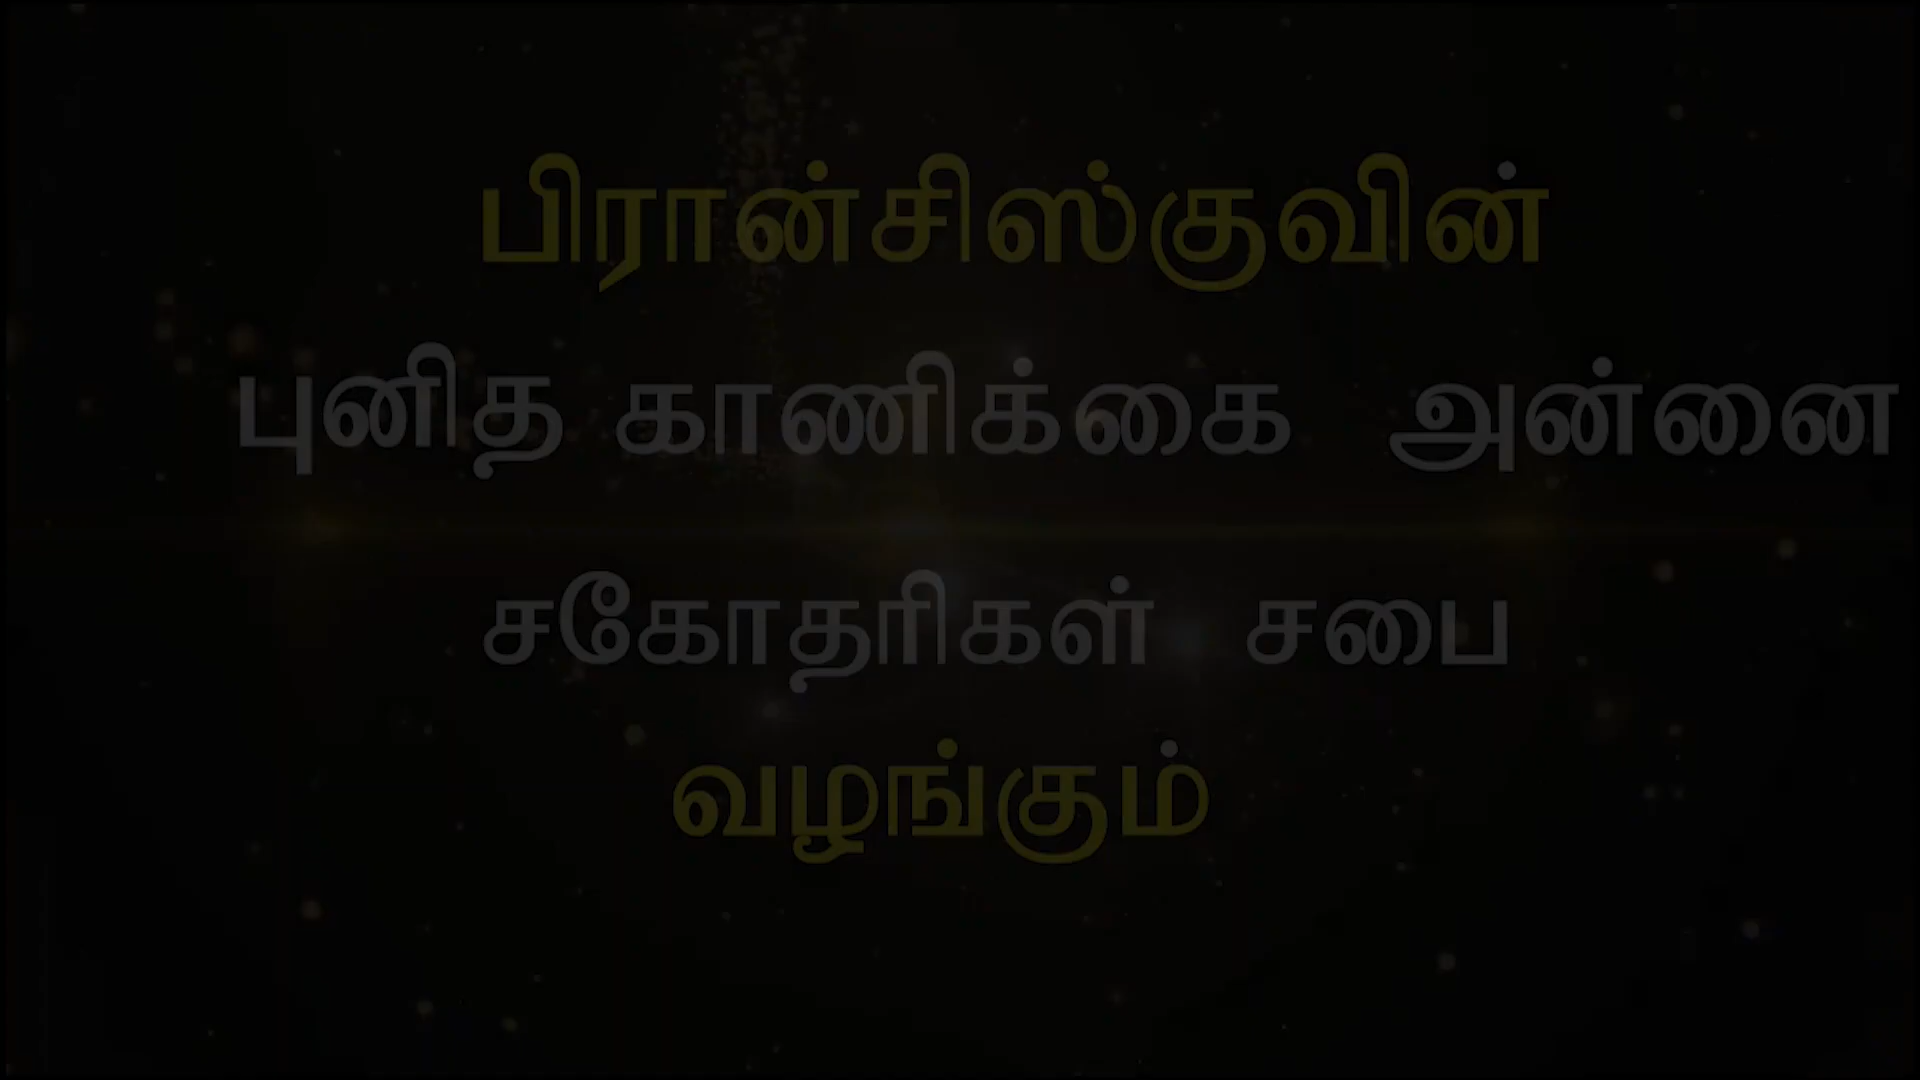 பிரான்சிஸ்குவின்
புனித காணிக்கை அன்னை
சகோதரிகள் சபை
வழங்கும்